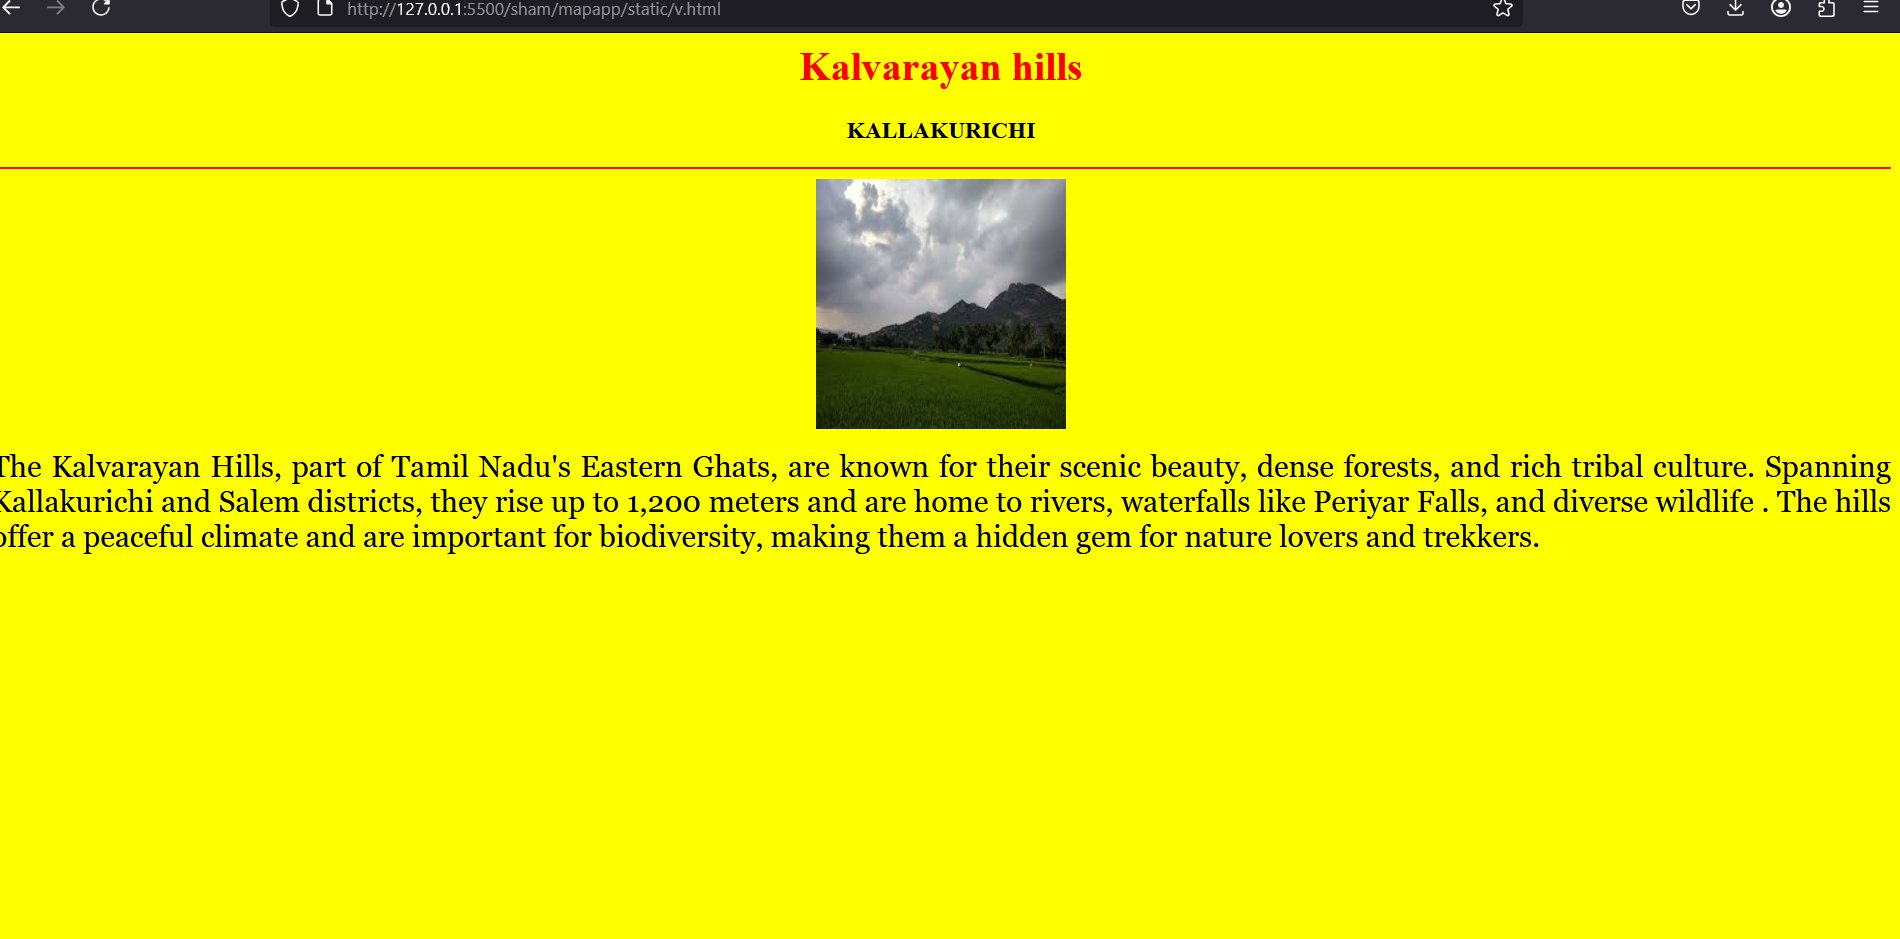 http://127.0.0.1:5500/sham/mapapp/static/v.html
Kalvarayan hills
KALLAKURICHI
The Kalvarayan Hills, part of Tamil Nadu's Eastern Ghats, are known for their scenic beauty, dense forests, and rich tribal culture. Spanning
Kallakurichi and Salem districts, they rise up to 1,200 meters and are home to rivers, waterfalls like Periyar Falls, and diverse wildlife . The hills
offer a peaceful climate and are important for biodiversity, making them a hidden gem for nature lovers and trekkers.